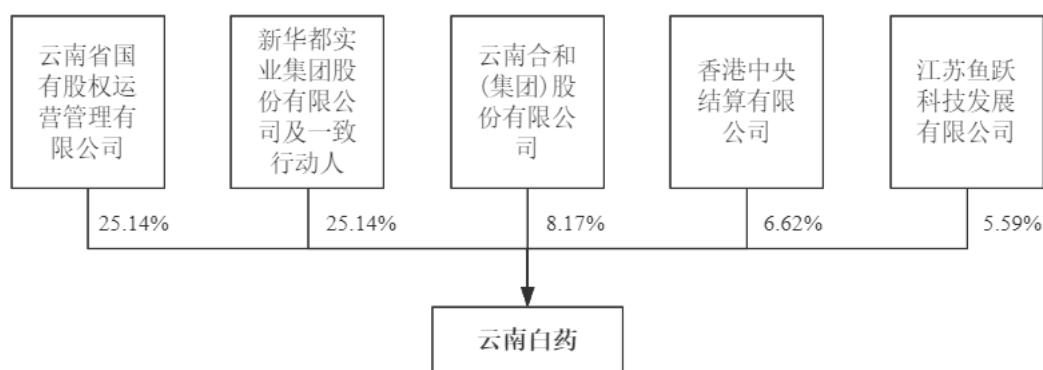 云南省国
有股权运
营管理有
限公司
新华都实
业集团股
份有限公
司及一致
行动人
云南合和
(集团)股
份有限公
司
香港中央
结算有限
公司
江苏鱼跃
科技发展
有限公司
25.14%
25.14%
8.17%
6.62%
5.59%
云南白药